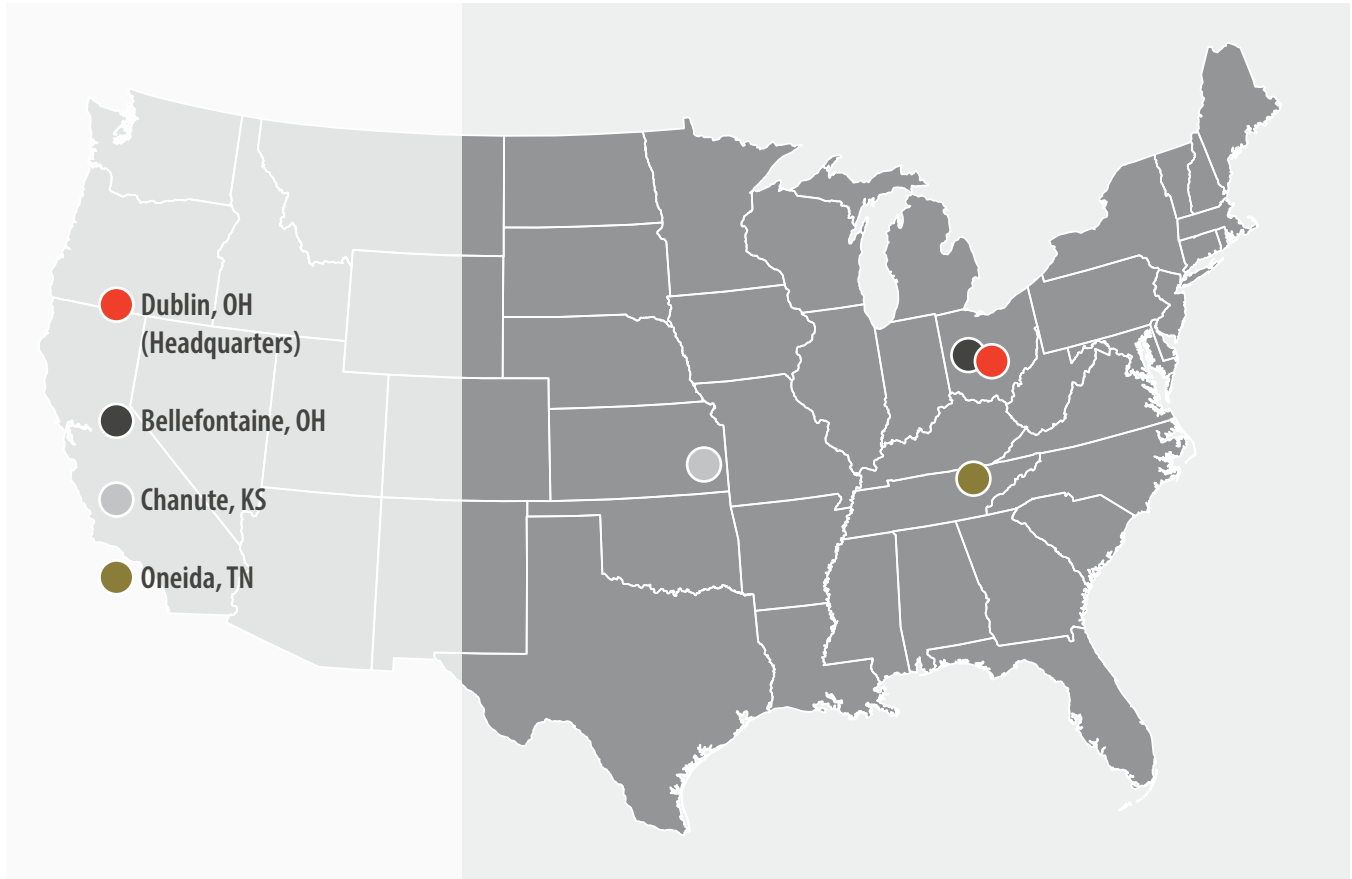 Dublin, OH
(Headquarters)
Bellefontaine, OH
Chanute, KS
Oneida, TN